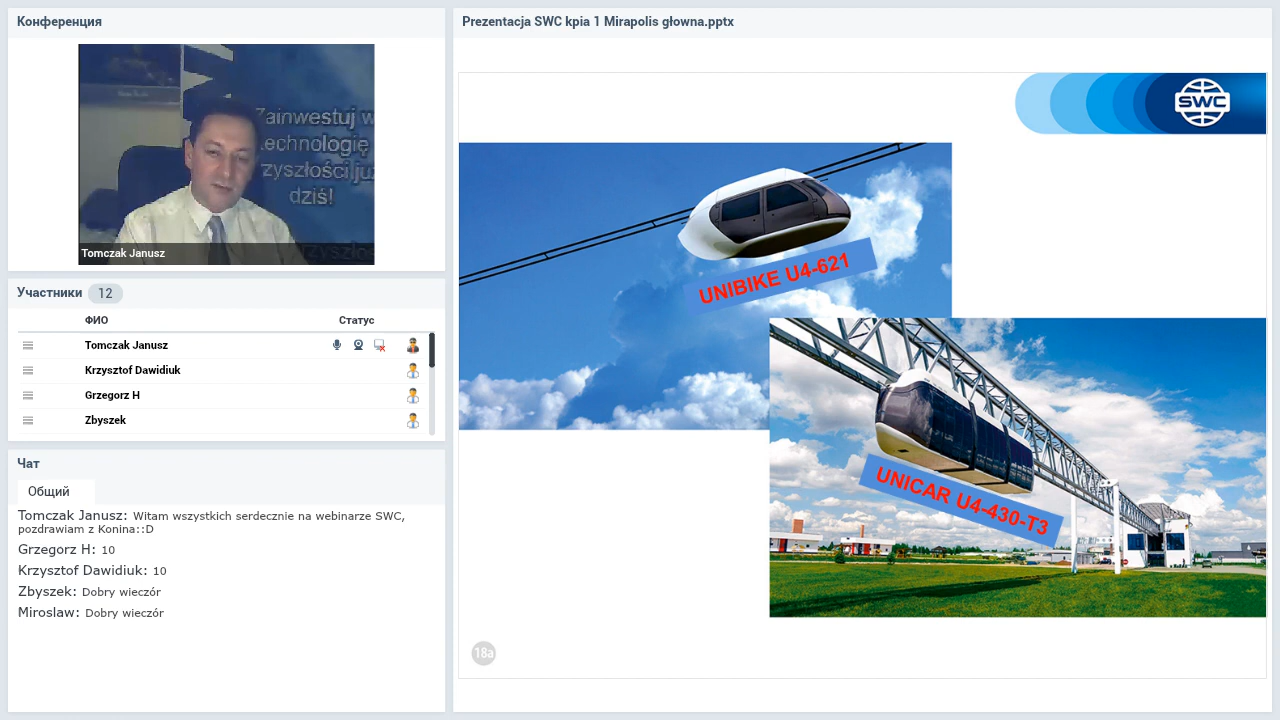 Конференция
Zainwestuj w
technologię
dziś!
Tomczak Janusz
Участники 12
ФИО Статус
Tomczak Janusz
Krzysztof Dawidiuk
Grzegorz H
Zbyszek
Чат
Общий
Tomczak Janusz: Witam wszystkich serdecznie na webinarze SWC,
pozdrawiam z Konina::D
Grzegorz H: 10
Krzysztof Dawidiuk: 10
Zbyszek: Dobry wieczór
Miroslaw: Dobry wieczór
Prezentacja SWC kpia 1 Mirapolis głowna.pptx
SWC
UNIBIKE U4-621
UNICAR U4-430-T3
18a